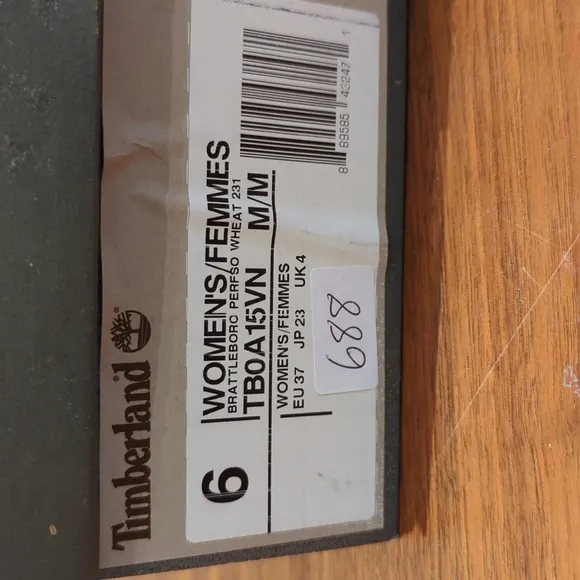 Timberland®
6
WOMEN'S/FEMMES
BRATTLEBORO PERFSO WHEAT 231
TB0A15VN M/M
WOMEN'S/FEMMES
EU 37 JP 23 UK 4
8 89585 43247 1
688